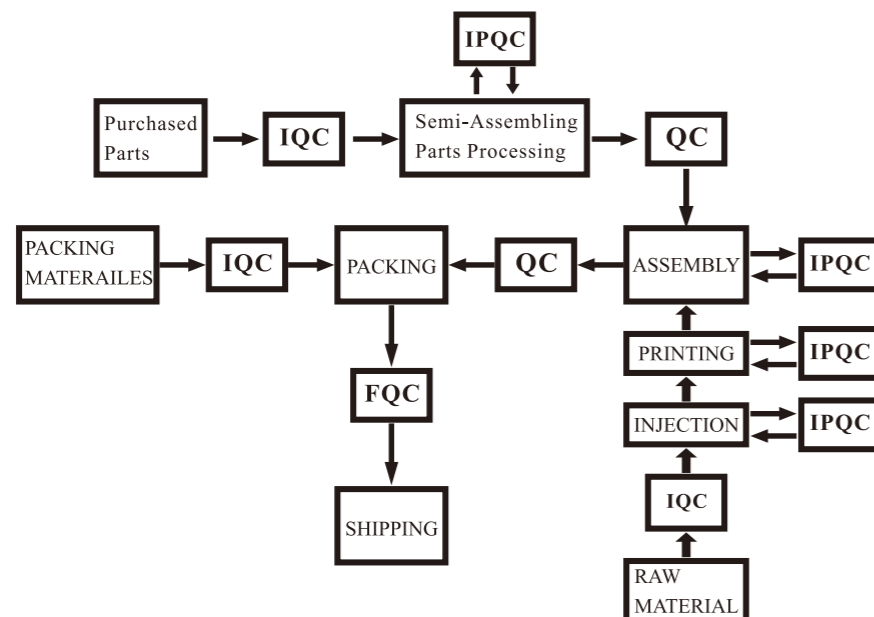 IPQC
Purchased
Parts
IQC
Semi-Assembling
Parts Processing
QC
PACKING
MATERAILES
IQC
PACKING
QC
ASSEMBLY
IPQC
PRINTING
IPQC
FQC
INJECTION
IPQC
IQC
SHIPPING
RAW
MATERIAL